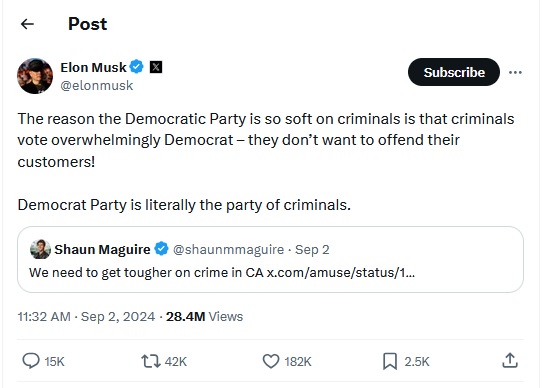 Post
Elon Musk
@elonmusk
Subscribe
The reason the Democratic Party is so soft on criminals is that criminals
vote overwhelmingly Democrat – they don’t want to offend their
customers!
Democrat Party is literally the party of criminals.
Shaun Maguire @shaunmmaguire · Sep 2
We need to get tougher on crime in CA x.com/amuse/status/1...
11:32 AM · Sep 2, 2024 · 28.4M Views
15K 42K 182K 2.5K